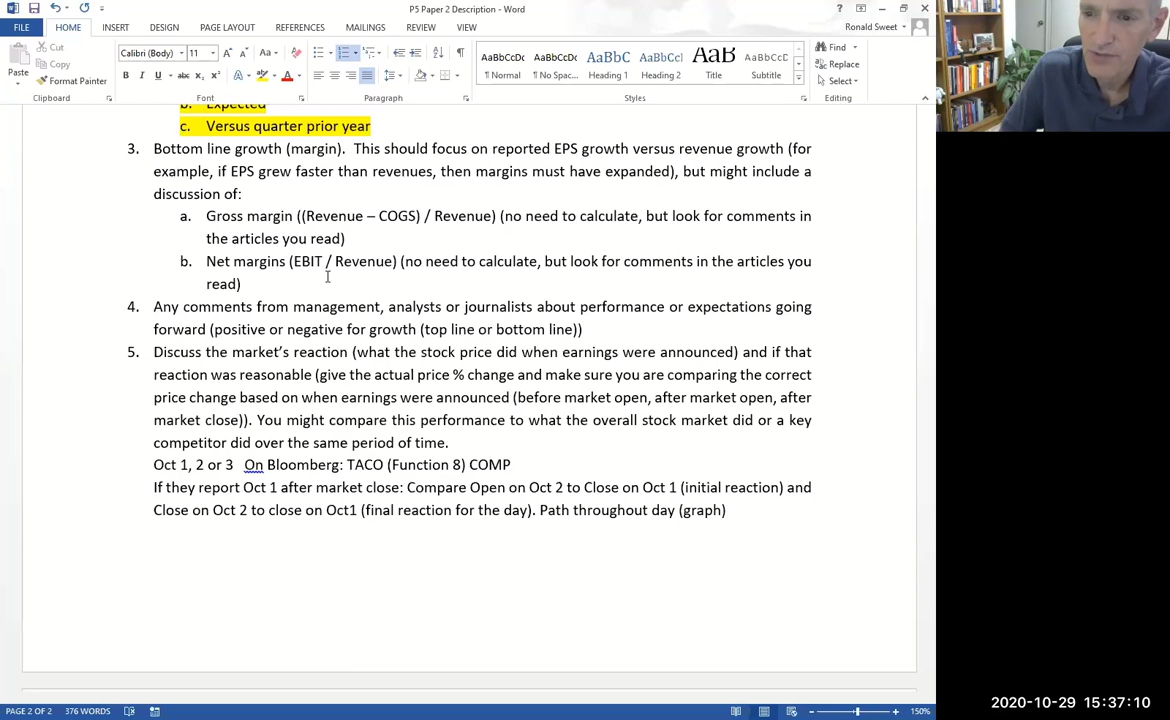 P5 Paper 2 Description - Word
FILE HOME INSERT DESIGN PAGE LAYOUT REFERENCES MAILINGS REVIEW VIEW
Ronald Sweet
Paste
Cut
Copy
Format Painter
Clipboard
Calibri (Body) 11
Font
Paragraph
AaBbCcDc AaBbCcDc AaBbC AaBbCcl AaB AaBbCcD
¶ Normal ¶ No Spac... Heading 1 Heading 2 Title Subtitle
Styles
Find
Replace
Select
Editing
b. Expected
c. Versus quarter prior year
3. Bottom line growth (margin). This should focus on reported EPS growth versus revenue growth (for
example, if EPS grew faster than revenues, then margins must have expanded), but might include a
discussion of:
a. Gross margin ((Revenue – COGS) / Revenue) (no need to calculate, but look for comments in
the articles you read)
b. Net margins (EBIT / Revenue) (no need to calculate, but look for comments in the articles you
read)
4. Any comments from management, analysts or journalists about performance or expectations going
forward (positive or negative for growth (top line or bottom line))
5. Discuss the market's reaction (what the stock price did when earnings were announced) and if that
reaction was reasonable (give the actual price % change and make sure you are comparing the correct
price change based on when earnings were announced (before market open, after market open, after
market close)). You might compare this performance to what the overall stock market did or a key
competitor did over the same period of time.
Oct 1, 2 or 3 On Bloomberg: TACO (Function 8) COMP
If they report Oct 1 after market close: Compare Open on Oct 2 to Close on Oct 1 (initial reaction) and
Close on Oct 2 to close on Oct1 (final reaction for the day). Path throughout day (graph)
PAGE 2 OF 2 376 WORDS
150%
2020-10-29 15:37:10